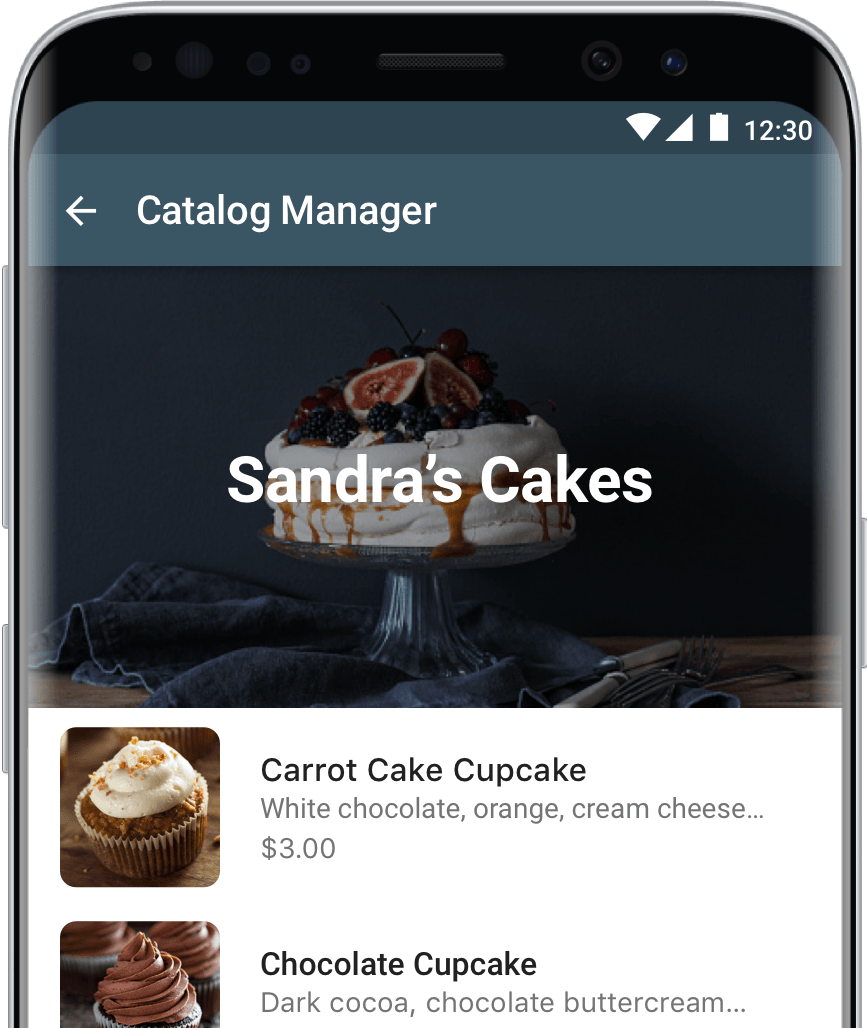 12:30
Catalog Manager
Sandra’s Cakes
Carrot Cake Cupcake
White chocolate, orange, cream cheese…
$3.00
Chocolate Cupcake
Dark cocoa, chocolate buttercream…